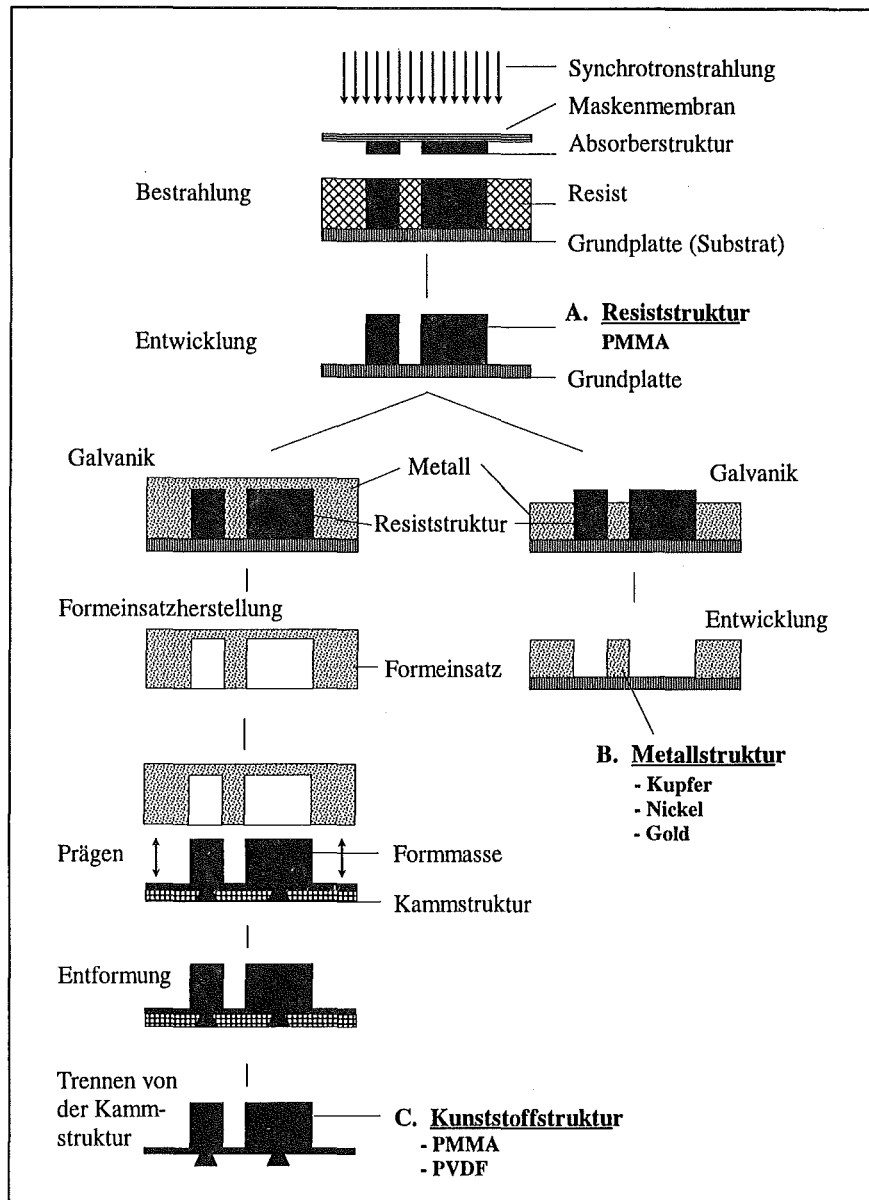 Synchrotronstrahlung
Maskenmembran
Absorberstruktur
Bestrahlung
Resist
Grundplatte (Substrat)
A. Resiststruktur
PMMA
Entwicklung
Grundplatte
Galvanik
Metall
Galvanik
Resiststruktur
Formeinsatzherstellung
Entwicklung
Formeinsatz
B. Metallstruktur
- Kupfer
- Nickel
- Gold
Prägen
Formmasse
Kammstruktur
Entformung
Trennen von
der Kamm-
struktur
C. Kunststoffstruktur
- PMMA
- PVDF